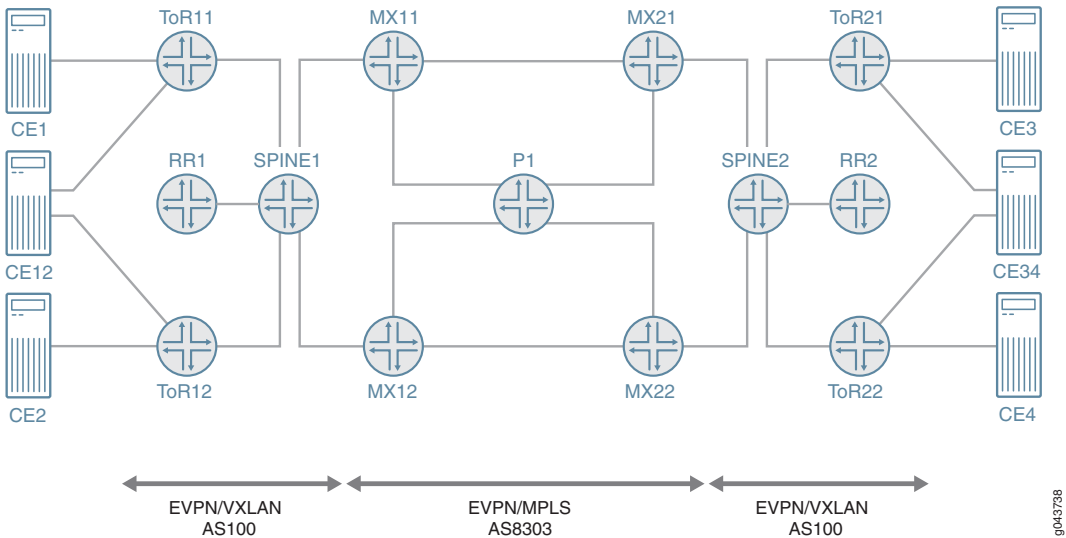 ToR11
MX11
MX21
ToR21
CE1
CE3
RR1
SPINE1
P1
SPINE2
RR2
CE12
CE34
ToR12
MX12
MX22
ToR22
CE2
CE4
EVPN/VXLAN
AS100
EVPN/MPLS
AS8303
EVPN/VXLAN
AS100
g043738